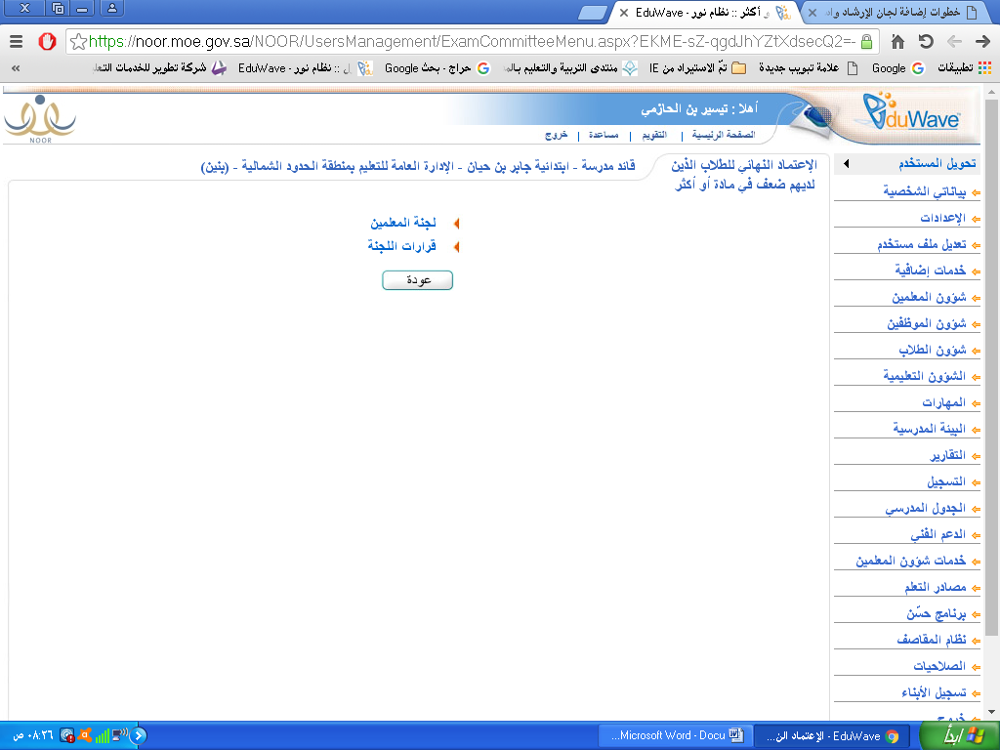 خطوات إضافة لجان الإرشاد واد
و أكثر :: نظام نور - EduWave
https://noor.moe.gov.sa/NOOR/UsersManagement/ExamCommitteeMenu.aspx?EKME-sZ-qgdJhYZtXdsecQ2=-
تطبيقات
Google
علامة تبويب جديدة
تمّ الاستيراد من IE
منتدى التربية والتعليم بالمد
حراج - بحث Google
ل :: نظام نور - EduWave
شركة تطوير للخدمات التعلي
»
eduWave
أهلا : تيسير بن الحازمي
NOOR
الصفحة الرئيسية | التقويم | مساعدة | خروج
تحويل المستخدم
الإعتماد النهائي للطلاب الذين
لديهم ضعف في مادة أو أكثر
قائد مدرسة - ابتدائية جابر بن حيان - الإدارة العامة للتعليم بمنطقة الحدود الشمالية - (بنين)
لجنة المعلمين
قرارات اللجنة
عودة
بياناتي الشخصية
الإعدادات
تعديل ملف مستخدم
خدمات إضافية
شؤون المعلمين
شؤون الموظفين
شؤون الطلاب
الشؤون التعليمية
المهارات
البيئة المدرسية
التقارير
التسجيل
الجدول المدرسي
الدعم الفني
خدمات شؤون المعلمين
مصادر التعلم
برنامج حسّن
نظام المقاصف
الصلاحيات
تسجيل الأبناء
خروج
ابدأ
EduWave - الإعتماد الن...
Microsoft Word - Docu...
٠٨:٣٦ ص